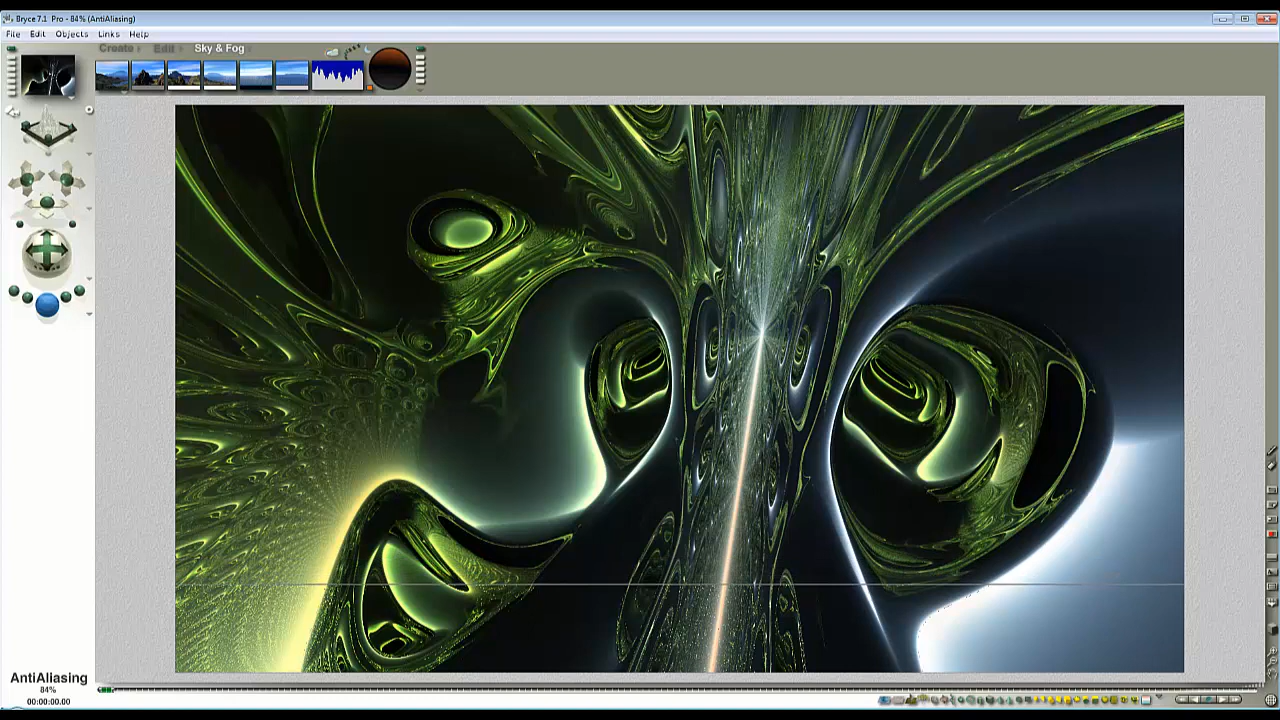 Bryce 7.1 Pro - 84% (AntiAliasing)
File Edit Objects Links Help
Create Edit Sky & Fog
AntiAliasing
84%
00:00:00.00